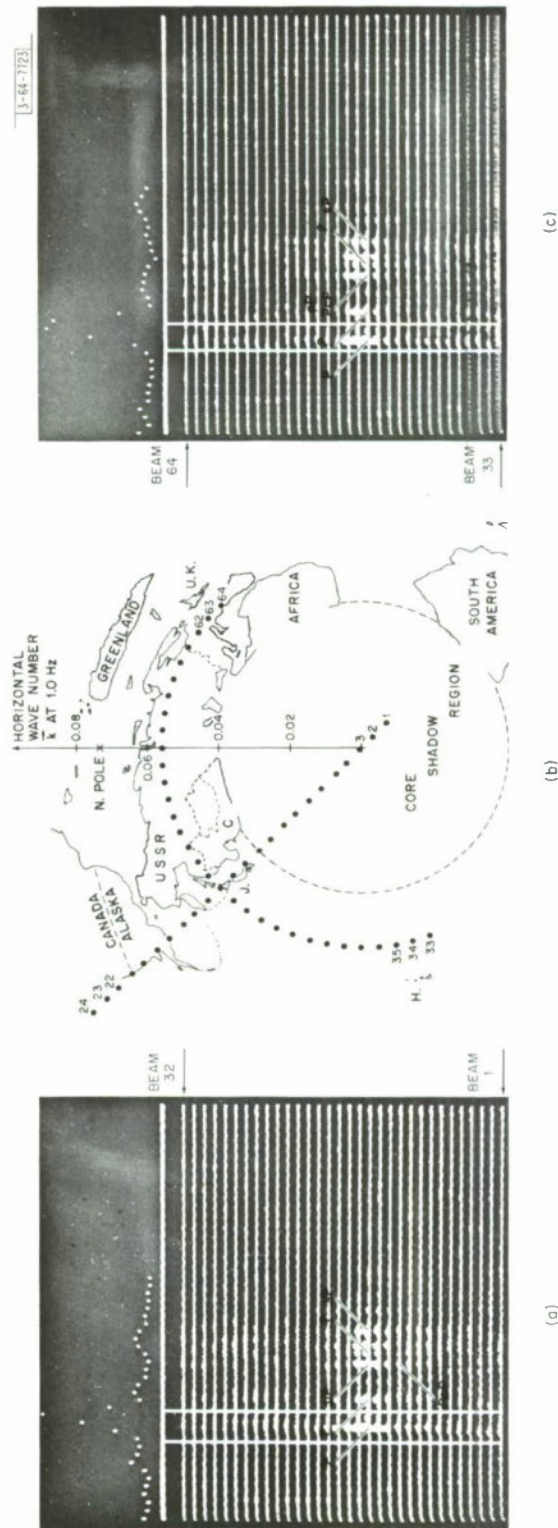 3-64-7723
BEAM
32
BEAM
1
(a)
HORIZONTAL
WAVE NUMBER
k AT 1.0 Hz
0.08
GREENLAND
N. POLE x
0.06
CANADA
ALASKA
24
23
22
USSR
U.K.
62
63
64
0.04
J.
C
AFRICA
0.02
3
2
1
CORE
SHADOW
REGION
SOUTH
AMERICA
35
34
33
H.
(b)
BEAM
64
BEAM
33
(c)